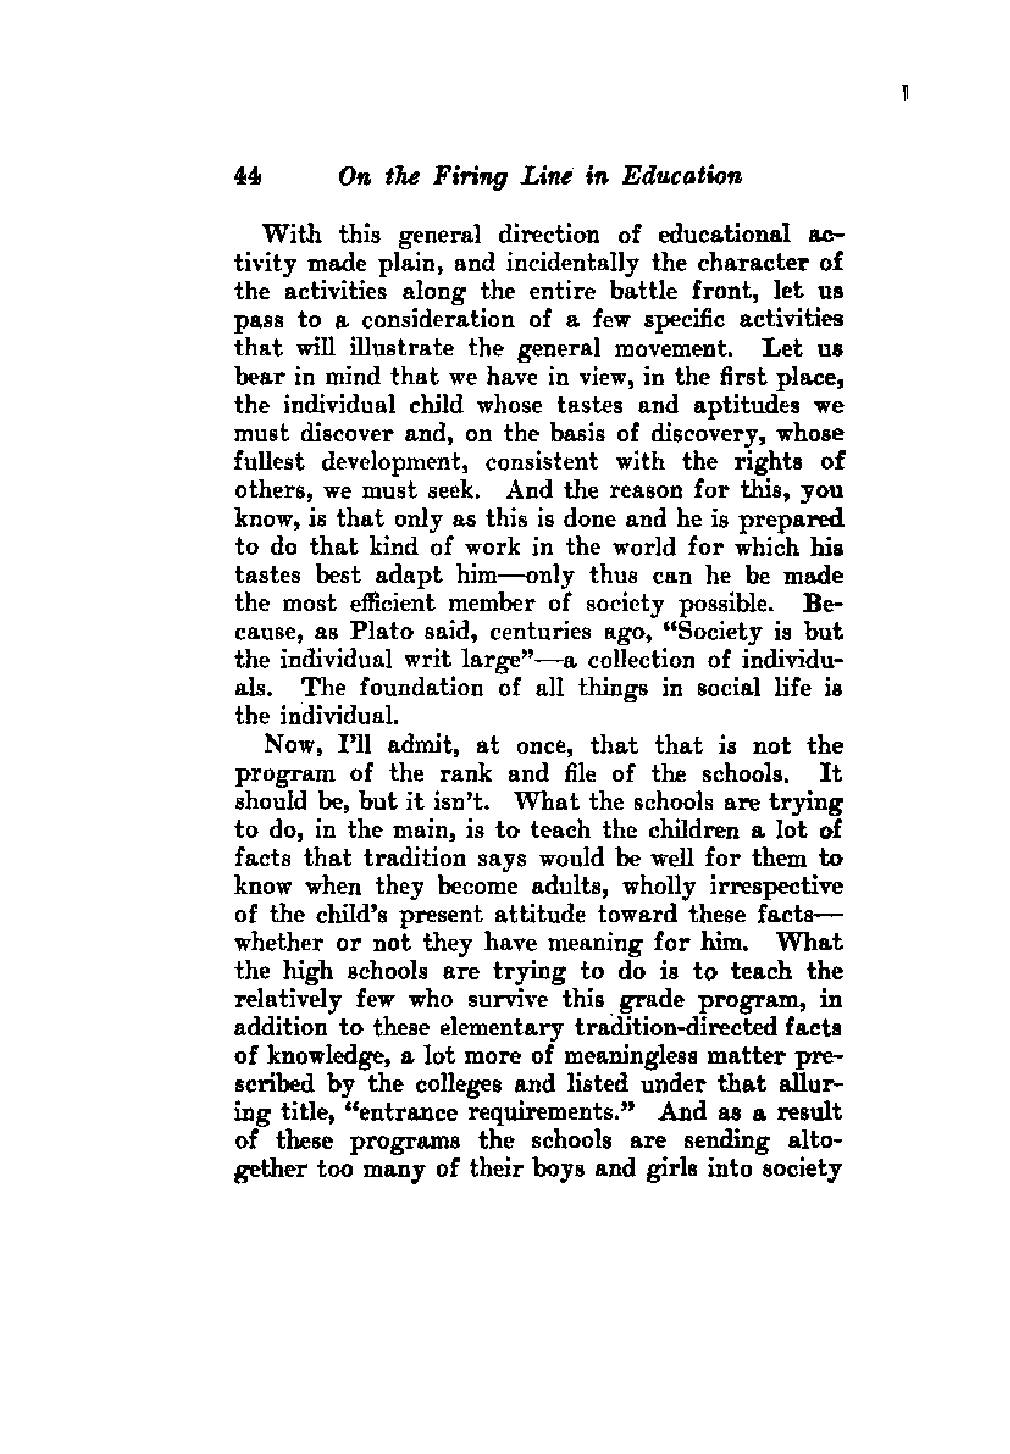 44 On the Firing Line in Education
With this general direction of educational ac-
tivity made plain, and incidentally the character of
the activities along the entire battle front, let us
pass to a consideration of a few specific activities
that will illustrate the general movement. Let us
bear in mind that we have in view, in the first place,
the individual child whose tastes and aptitudes we
must discover and, on the basis of discovery, whose
fullest development, consistent with the rights of
others, we must seek. And the reason for this, you
know, is that only as this is done and he is prepared
to do that kind of work in the world for which his
tastes best adapt him—only thus can he be made
the most efficient member of society possible. Be-
cause, as Plato said, centuries ago, “Society is but
the individual writ large”—a collection of individu-
als. The foundation of all things in social life is
the individual.
Now, I’ll admit, at once, that that is not the
program of the rank and file of the schools. It
should be, but it isn’t. What the schools are trying
to do, in the main, is to teach the children a lot of
facts that tradition says would be well for them to
know when they become adults, wholly irrespective
of the child’s present attitude toward these facts—
whether or not they have meaning for him. What
the high schools are trying to do is to teach the
relatively few who survive this grade program, in
addition to these elementary tradition-directed facts
of knowledge, a lot more of meaningless matter pre-
scribed by the colleges and listed under that allur-
ing title, “entrance requirements.” And as a result
of these programs the schools are sending alto-
gether too many of their boys and girls into society